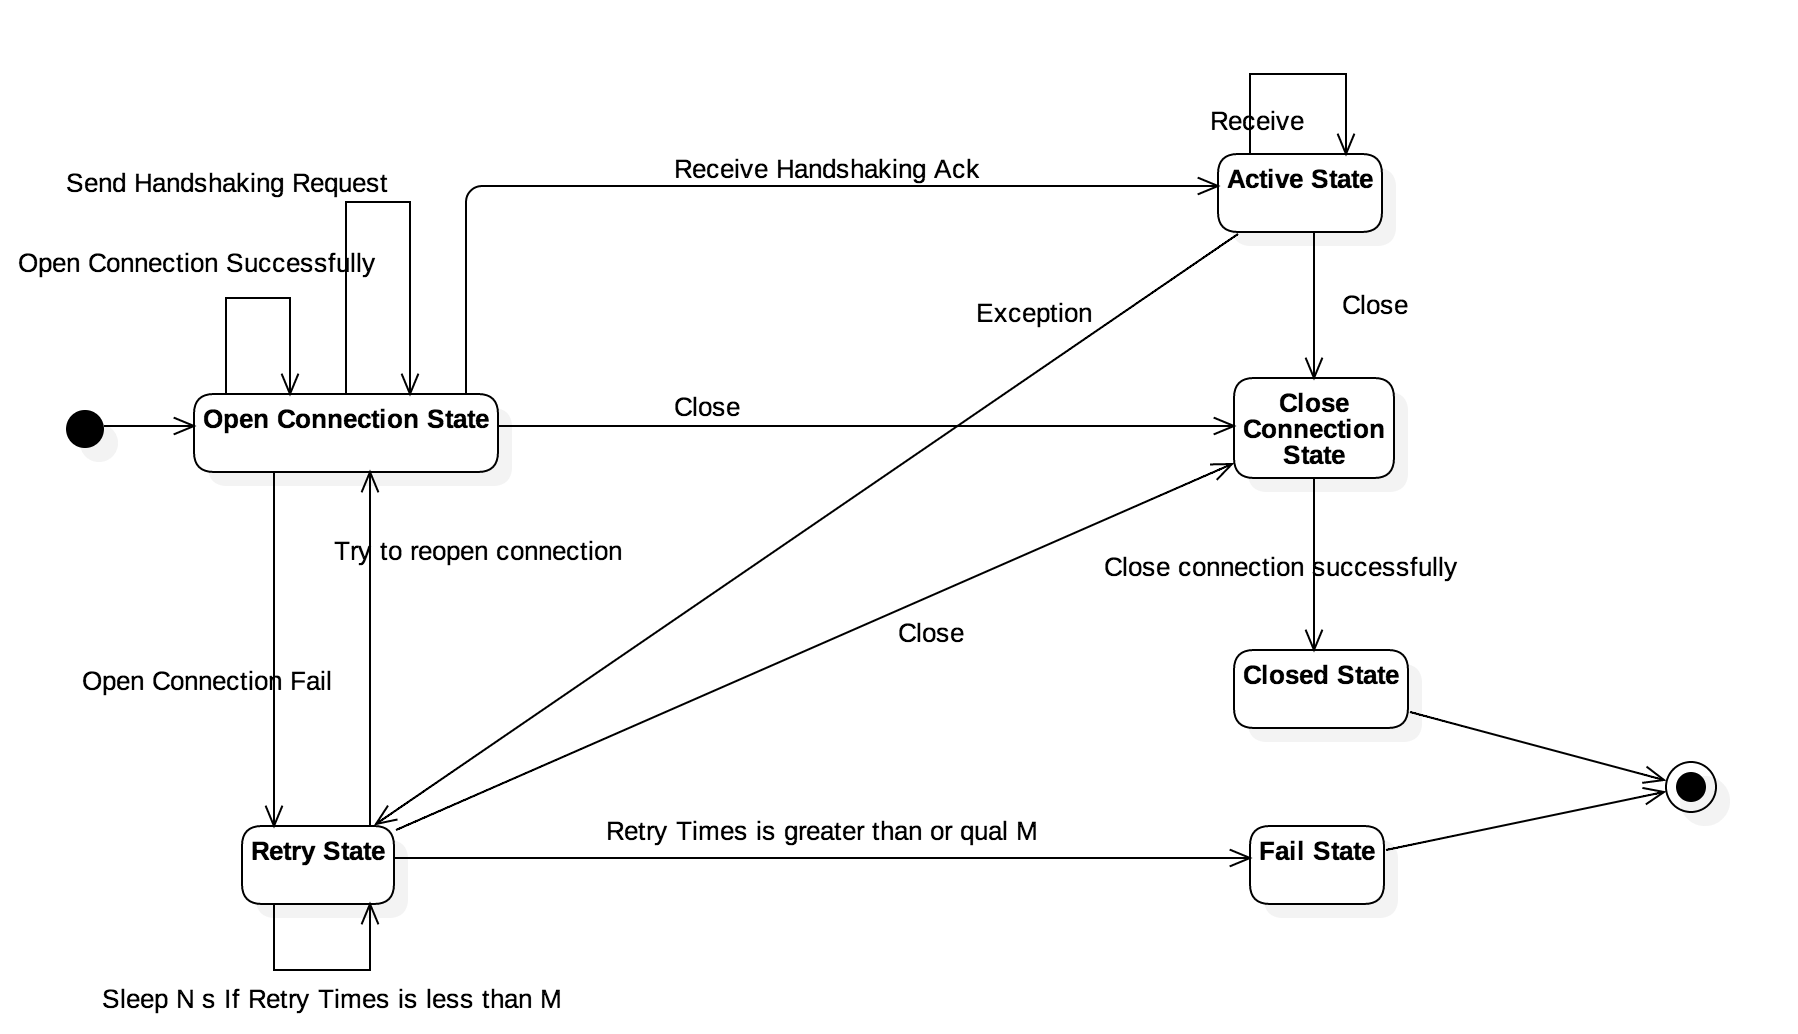 Receive
Receive Handshaking Ack
Active State
Send Handshaking Request
Open Connection Successfully
Exception
Close
Open Connection State
Close
Close
Connection
State
Try to reopen connection
Close connection successfully
Close
Open Connection Fail
Closed State
Retry State
Retry Times is greater than or qual M
Fail State
Sleep N s If Retry Times is less than M